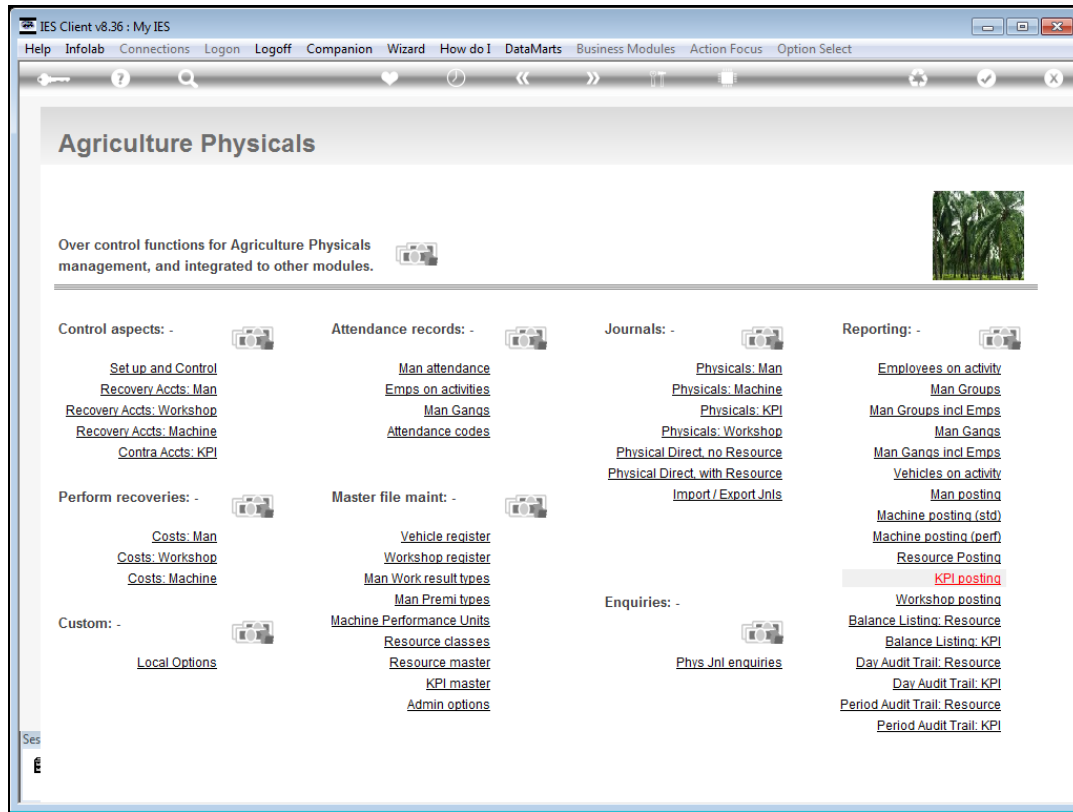 IES Client v8.36 : My IES
Help Infolab Connections Logon Logoff Companion Wizard How do I DataMarts Business Modules Action Focus Option Select
Agriculture Physicals
Over control functions for Agriculture Physicals
management, and integrated to other modules.
Control aspects: -
Set up and Control
Recovery Accts: Man
Recovery Accts: Workshop
Recovery Accts: Machine
Contra Accts: KPI
Perform recoveries: -
Costs: Man
Costs: Workshop
Costs: Machine
Custom: -
Local Options
Attendance records: -
Man attendance
Emps on activities
Man Gangs
Attendance codes
Master file maint: -
Vehicle register
Workshop register
Man Work result types
Man Premi types
Machine Performance Units
Resource classes
Resource master
KPI master
Admin options
Journals: -
Physicals: Man
Physicals: Machine
Physicals: KPI
Physicals: Workshop
Physical Direct, no Resource
Physical Direct, with Resource
Import / Export Jnls
Enquiries: -
Phys Jnl enquiries
Reporting: -
Employees on activity
Man Groups
Man Groups incl Emps
Man Gangs
Man Gangs incl Emps
Vehicles on activity
Man posting
Machine posting (std)
Machine posting (perf)
Resource Posting
KPI posting
Workshop posting
Balance Listing: Resource
Balance Listing: KPI
Day Audit Trail: Resource
Day Audit Trail: KPI
Period Audit Trail: Resource
Period Audit Trail: KPI
Ses